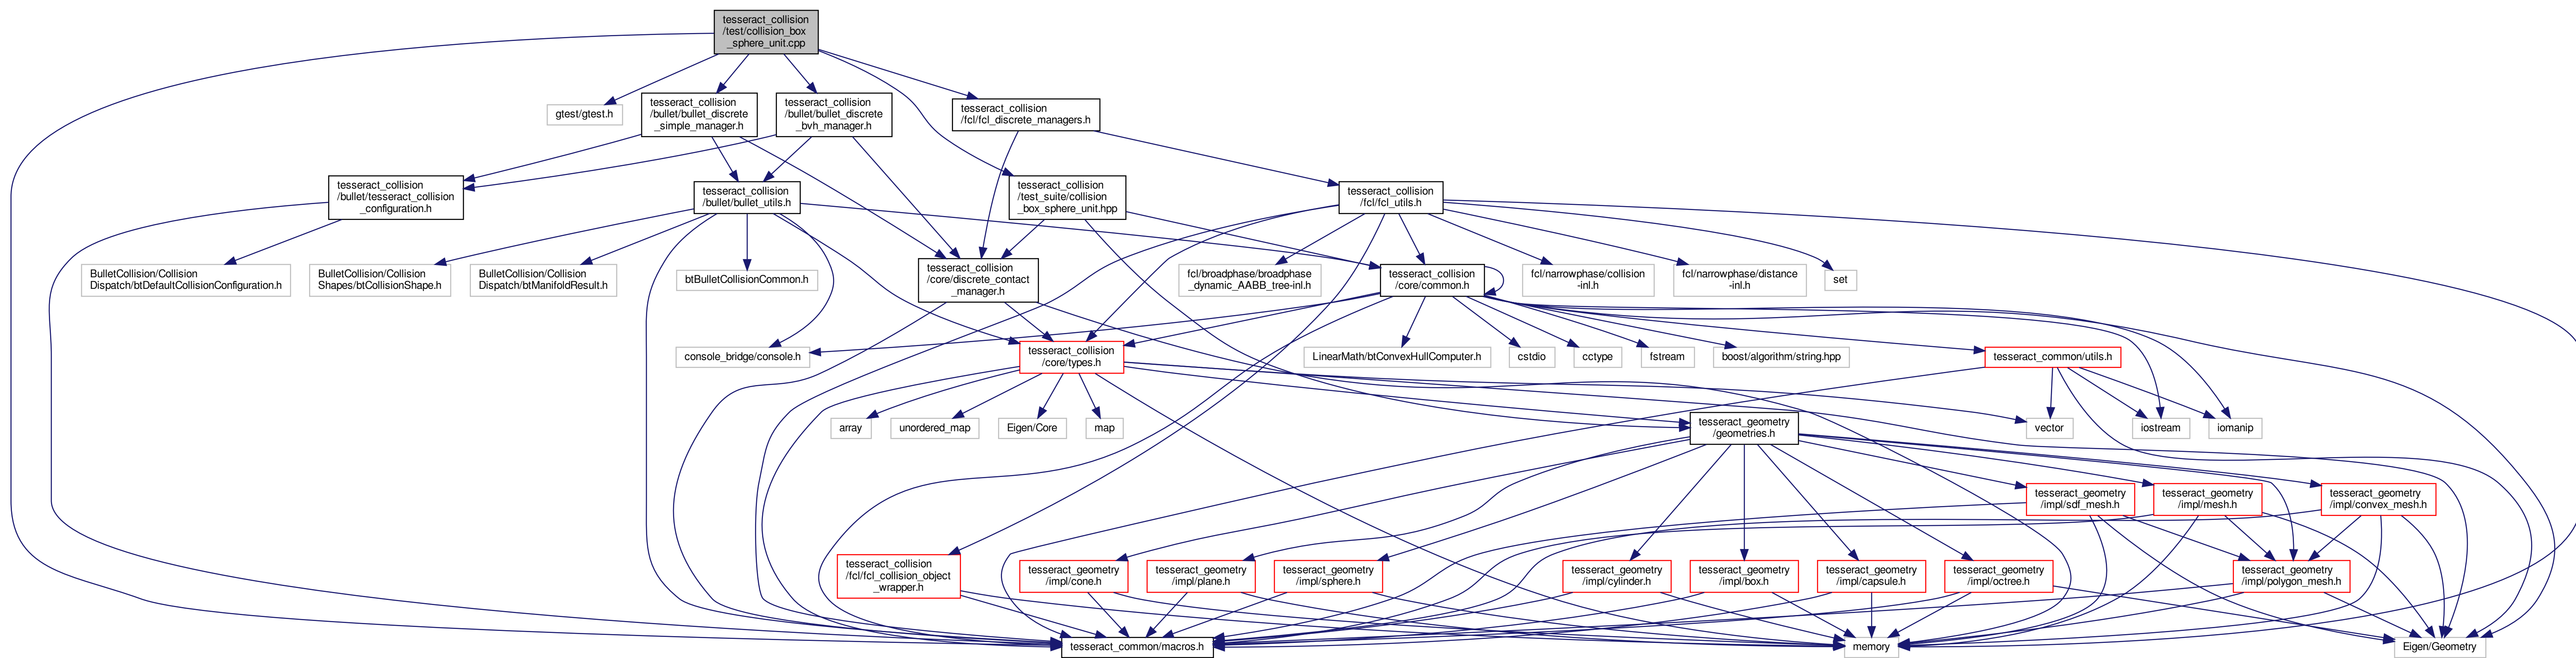 tesseract_collision
/test/collision_box
_sphere_unit.cpp
gtest/gtest.h
tesseract_collision
/bullet/bullet_discrete
_simple_manager.h
tesseract_collision
/bullet/bullet_discrete
_bvh_manager.h
tesseract_collision
/fcl/fcl_discrete_managers.h
tesseract_collision
/bullet/tesseract_collision
_configuration.h
tesseract_collision
/bullet/bullet_utils.h
tesseract_collision
/test_suite/collision
_box_sphere_unit.hpp
tesseract_collision
/fcl/fcl_utils.h
BulletCollision/Collision
Dispatch/btDefaultCollisionConfiguration.h
BulletCollision/Collision
Shapes/btCollisionShape.h
BulletCollision/Collision
Dispatch/btManifoldResult.h
btBulletCollisionCommon.h
tesseract_collision
/core/discrete_contact
_manager.h
fcl/broadphase/broadphase
_dynamic_AABB_tree-inl.h
tesseract_collision
/core/common.h
fcl/narrowphase/collision
-inl.h
fcl/narrowphase/distance
-inl.h
set
console_bridge/console.h
tesseract_collision
/core/types.h
LinearMath/btConvexHullComputer.h
cstdio
cctype
fstream
boost/algorithm/string.hpp
tesseract_common/utils.h
array
unordered_map
Eigen/Core
map
tesseract_geometry
/geometries.h
vector
iostream
iomanip
tesseract_geometry
/impl/sdf_mesh.h
tesseract_geometry
/impl/mesh.h
tesseract_geometry
/impl/convex_mesh.h
tesseract_collision
/fcl/fcl_collision_object
_wrapper.h
tesseract_geometry
/impl/cone.h
tesseract_geometry
/impl/plane.h
tesseract_geometry
/impl/sphere.h
tesseract_geometry
/impl/cylinder.h
tesseract_geometry
/impl/box.h
tesseract_geometry
/impl/capsule.h
tesseract_geometry
/impl/octree.h
tesseract_geometry
/impl/polygon_mesh.h
tesseract_common/macros.h
memory
Eigen/Geometry